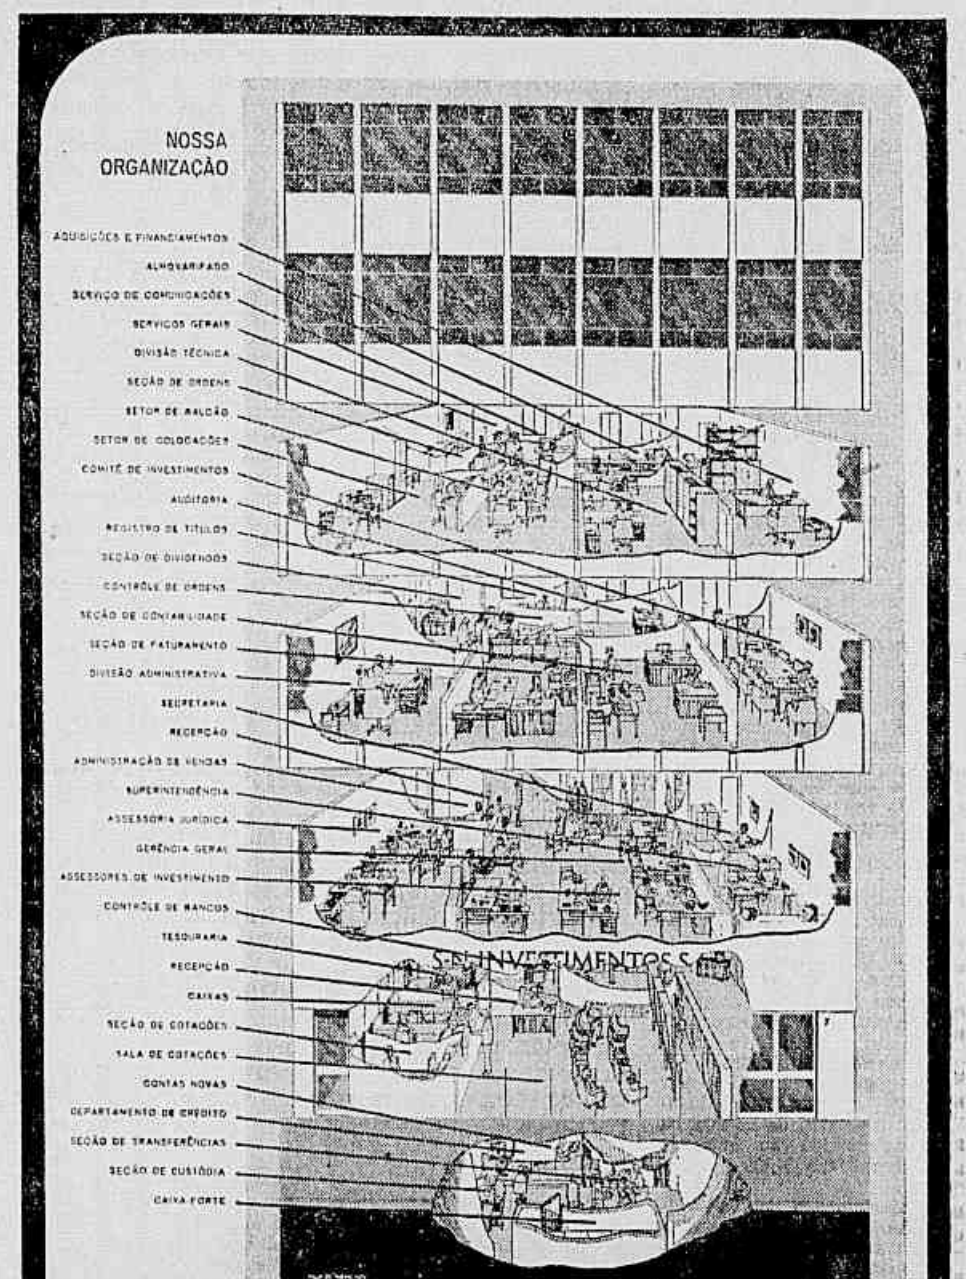 NOSSA
ORGANIZAÇÃO
AQUISIÇÕES E FINANCIAMENTOS
ALMOXARIFADO
SERVIÇO DE COMUNICAÇÕES
SERVIÇOS GERAIS
DIVISÃO TÉCNICA
SEÇÃO DE ORDENS
SETOR DE BALCÃO
SETOR DE COLOCAÇÕES
COMITÊ DE INVESTIMENTOS
AUDITORIA
REGISTRO DE TÍTULOS
SEÇÃO DE DIVIDENDOS
CONTRÔLE DE ORDENS
SEÇÃO DE CONTABILIDADE
SEÇÃO DE FATURAMENTO
DIVISÃO ADMINISTRATIVA
SECRETARIA
RECEPÇÃO
ADMINISTRAÇÃO DE VENDAS
SUPERINTENDÊNCIA
ASSESSORIA JURÍDICA
GERÊNCIA GERAL
ASSESSORES DE INVESTIMENTO
CONTRÔLE DE BANCOS
S-N INVESTIMENTOS S.A.
TESOURARIA
RECEPÇÃO
CAIXAS
SEÇÃO DE COTAÇÕES
SALA DE COTAÇÕES
CONTAS NOVAS
DEPARTAMENTO DE CRÉDITO
SEÇÃO DE TRANSFERÊNCIAS
SEÇÃO DE CUSTÓDIA
CAIXA FORTE